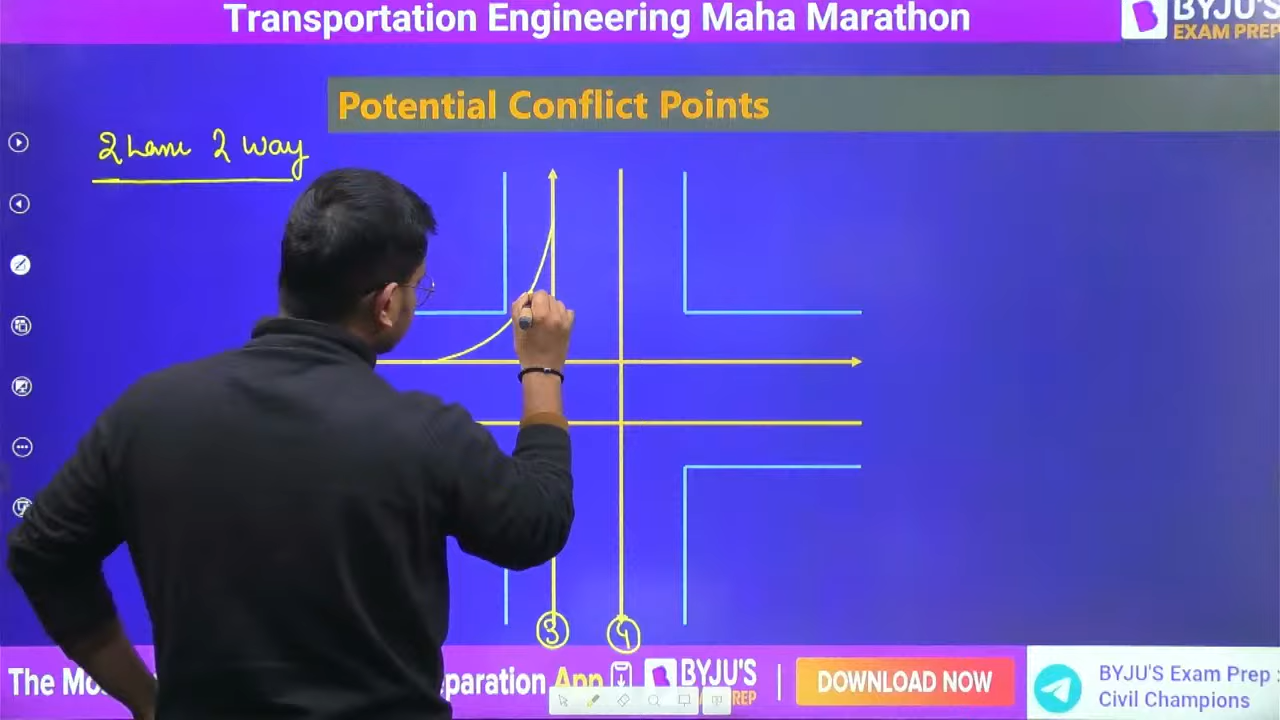 Transportation Engineering Maha Marathon
BYJU'S
EXAM PREP
Potential Conflict Points
2 Lane 2 Way
3 4
The Mo
paration App
BYJU'S
DOWNLOAD NOW
BYJU'S Exam Prep :
Civil Champions